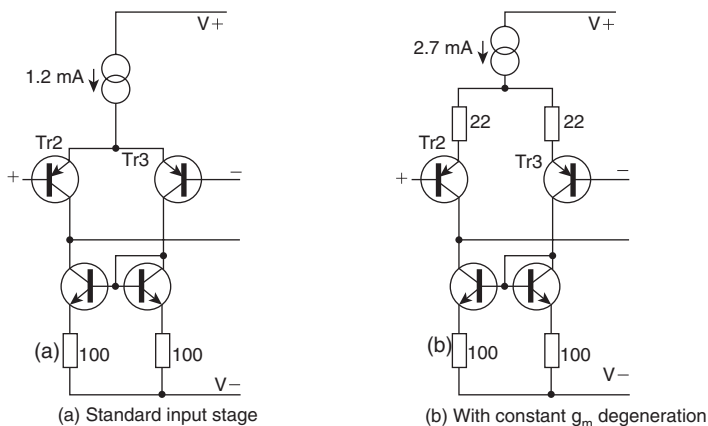 V+
1.2 mA
Tr2
Tr3
+
−
(a)
100
100
V−
(a) Standard input stage
V+
2.7 mA
22
22
Tr2
Tr3
+
−
(b)
100
100
V−
(b) With constant gm degeneration